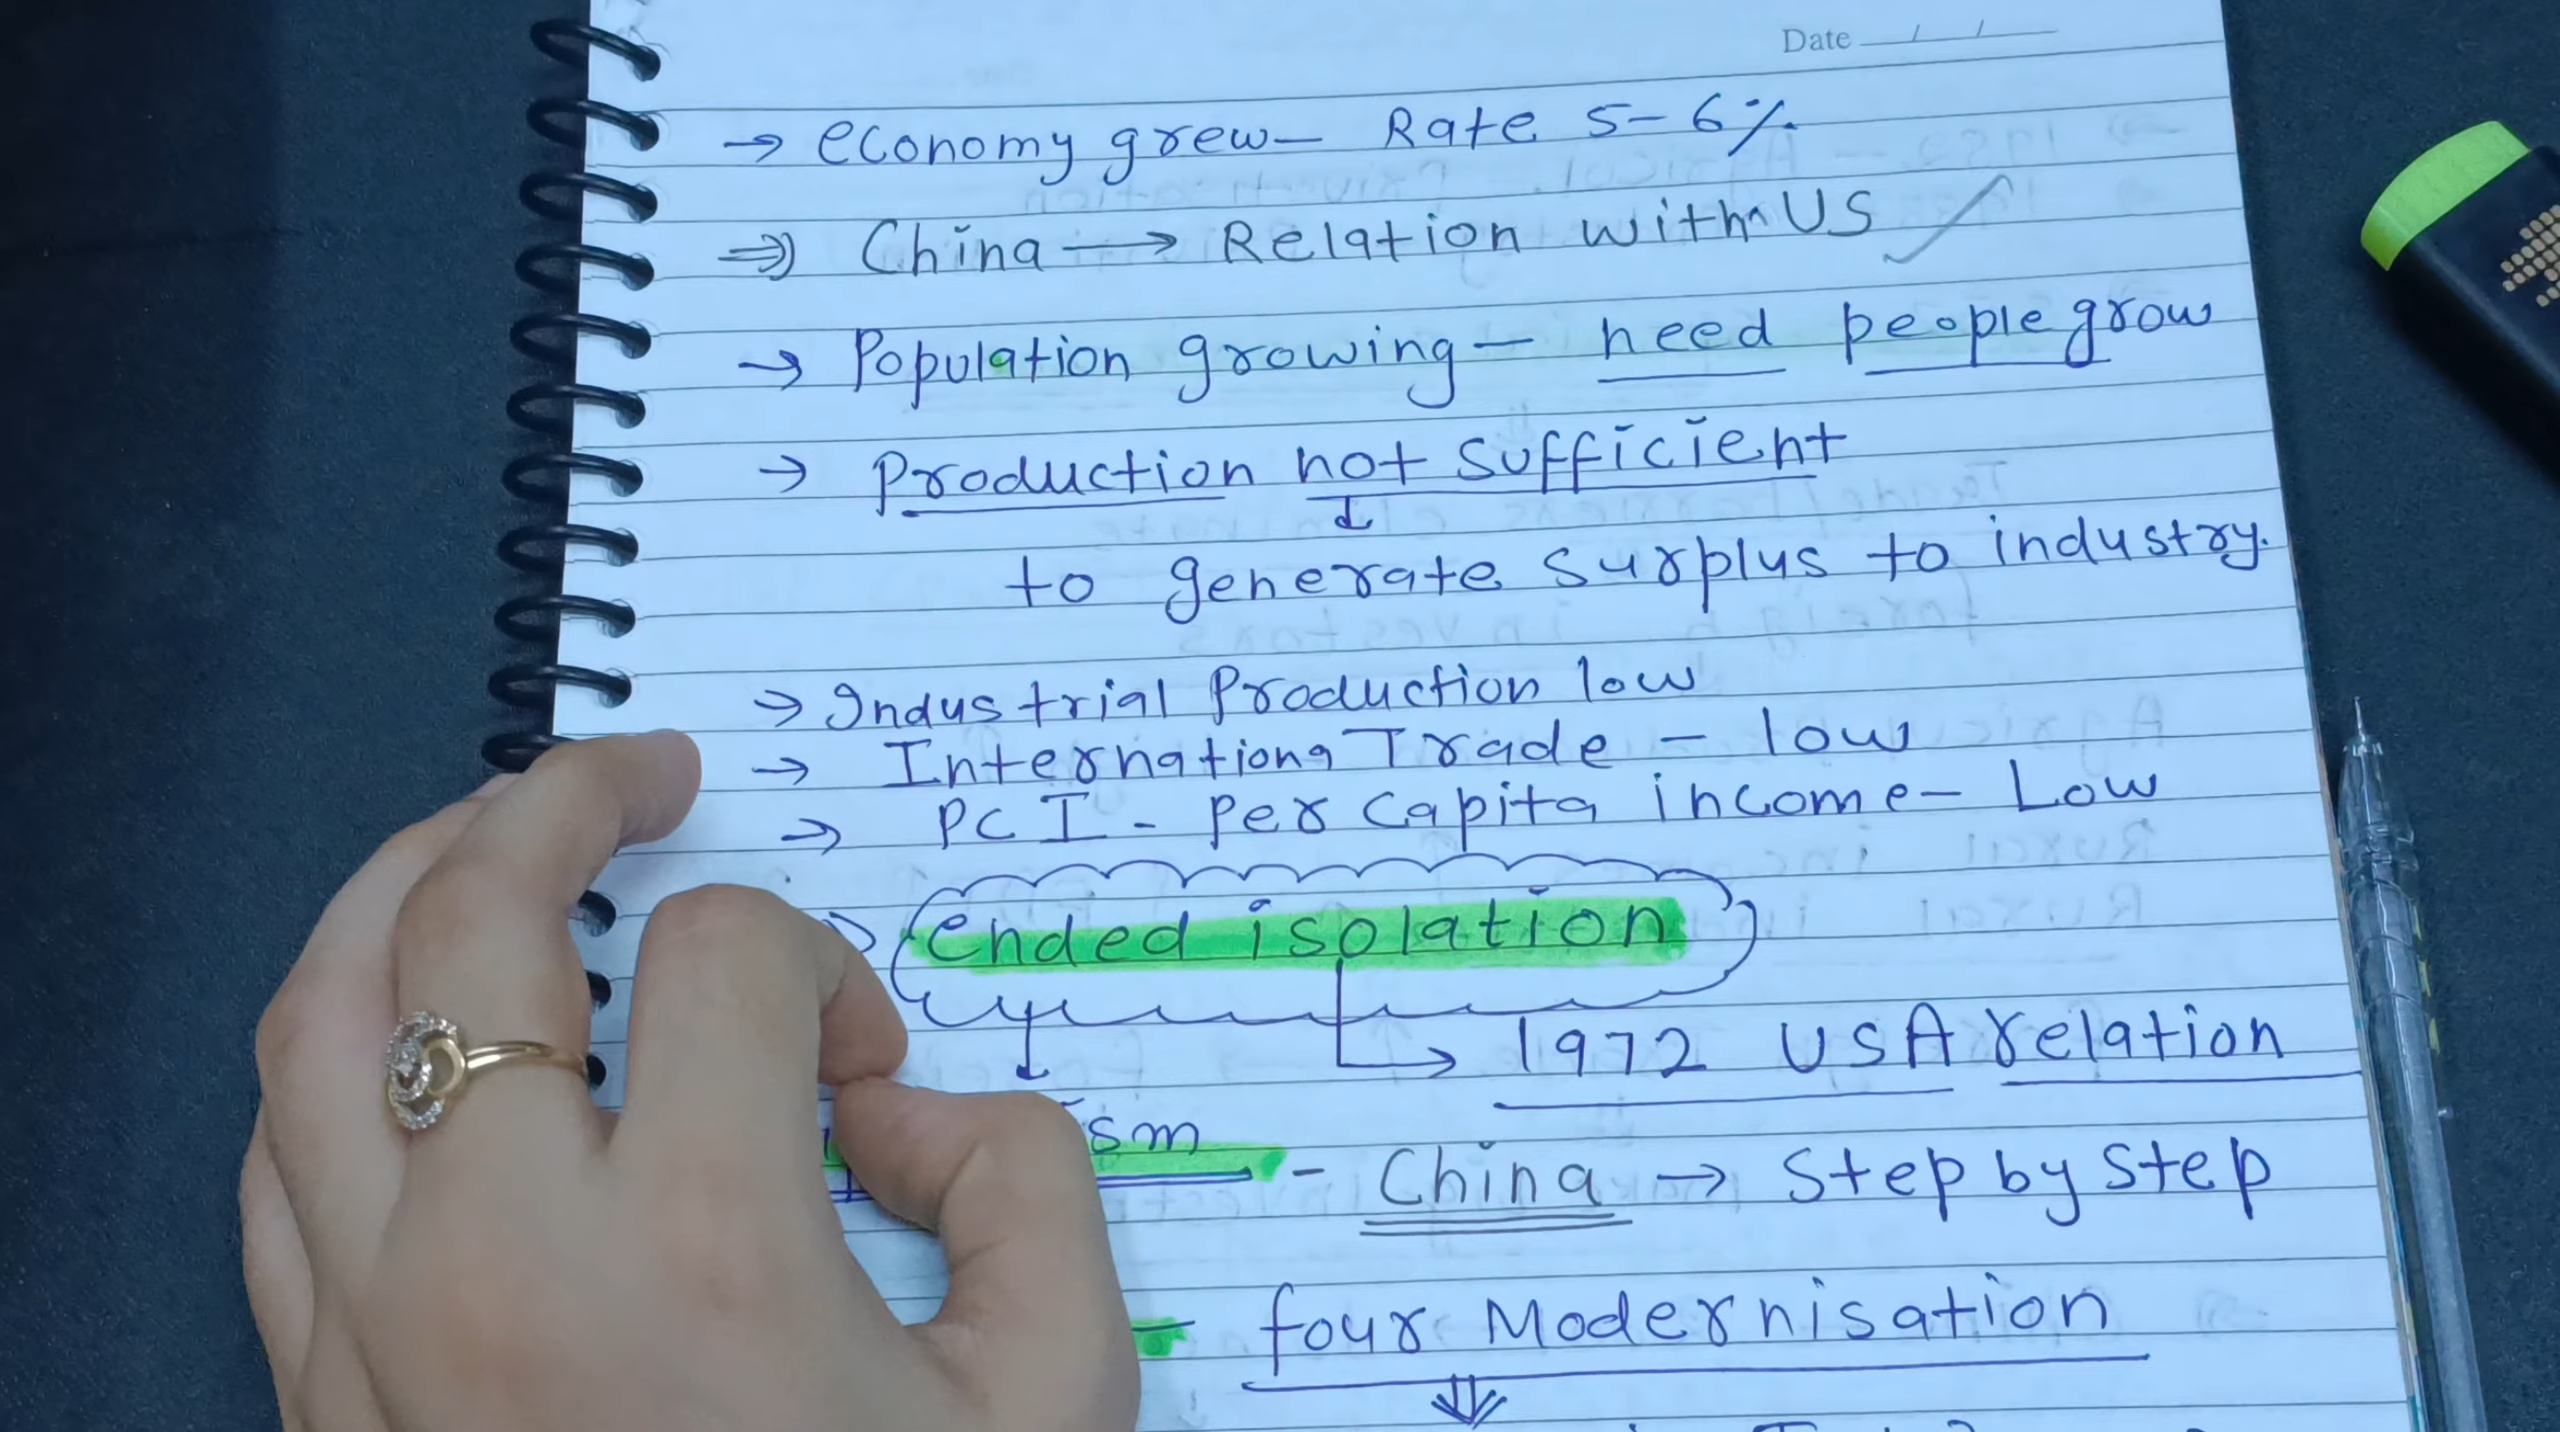 Date
→ economy grew - Rate 5-6%
⇒ China → Relation with US ✓
→ Population growing - need people grow
→ Production not sufficient
↓
to generate surplus to industry.
→ Industrial Production low
→ Internationa Trade - low
→ PCI - Per Capita income - Low
ended isolation
→ 1972 USA relation
ism - China → Step by Step
- four Modernisation